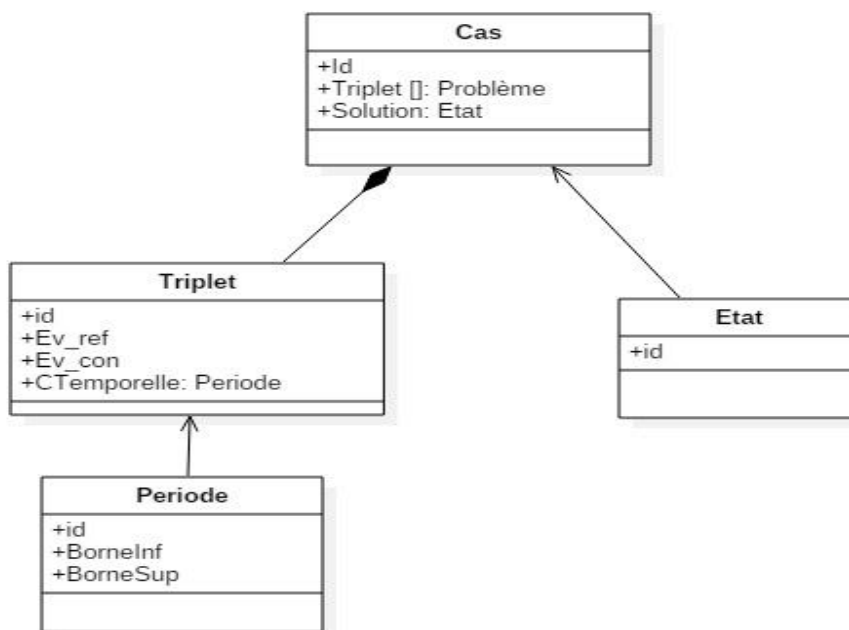 Cas
+Id
+Triplet []: Problème
+Solution: Etat
Triplet
+id
+Ev_ref
+Ev_con
+CTemporelle: Periode
Etat
+id
Periode
+id
+BorneInf
+BorneSup